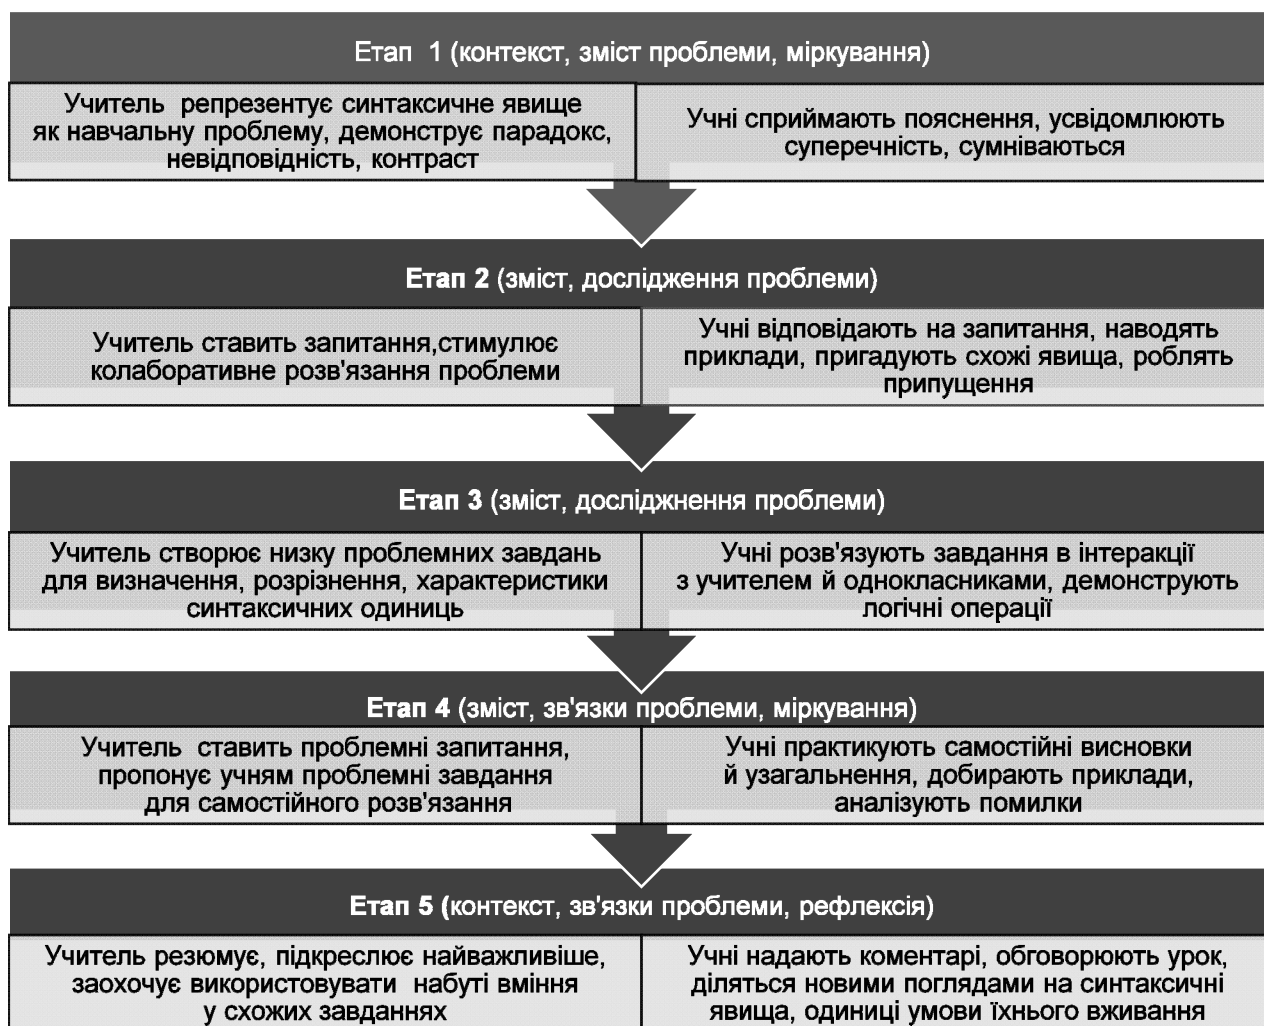 Етап 1 (контекст, зміст проблеми, міркування)
Учитель репрезентує синтаксичне явище
як навчальну проблему, демонструє парадокс,
невідповідність, контраст
Учні сприймають пояснення, усвідомлюють
суперечність, сумніваються
Етап 2 (зміст, дослідження проблеми)
Учитель ставить запитання,стимулює
колаборативне розв'язання проблеми
Учні відповідають на запитання, наводять
приклади, пригадують схожі явища, роблять
припущення
Етап 3 (зміст, досліджнення проблеми)
Учитель створює низку проблемних завдань
для визначення, розрізнення, характеристики
синтаксичних одиниць
Учні розв'язують завдання в інтеракції
з учителем й однокласниками, демонструють
логічні операції
Етап 4 (зміст, зв'язки проблеми, міркування)
Учитель ставить проблемні запитання,
пропонує учням проблемні завдання
для самостійного розв'язання
Учні практикують самостійні висновки
й узагальнення, добирають приклади,
аналізують помилки
Етап 5 (контекст, зв'язки проблеми, рефлексія)
Учитель резюмує, підкреслює найважливіше,
заохочує використовувати набуті вміння
у схожих завданнях
Учні надають коментарі, обговорюють урок,
діляться новими поглядами на синтаксичні
явища, одиниці умови їхнього вживання